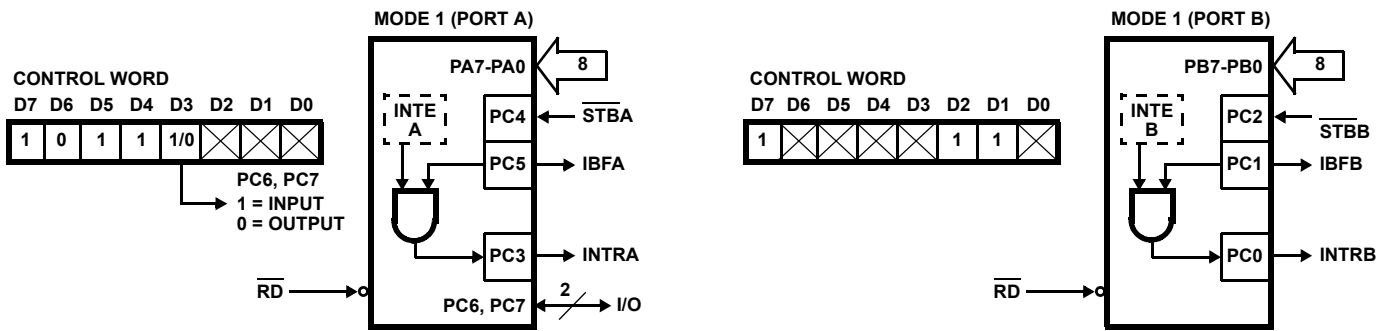 MODE 1 (PORT A)
PA7-PA0
8
CONTROL WORD
D7 D6 D5 D4 D3 D2 D1 D0
1 0 1 1 1/0
PC6, PC7
1 = INPUT
0 = OUTPUT
INTE
A
PC4
STBA
PC5
IBFA
PC3
INTRA
RD
PC6, PC7
2
I/O
MODE 1 (PORT B)
PB7-PB0
8
CONTROL WORD
D7 D6 D5 D4 D3 D2 D1 D0
1 1 1
INTE
B
PC2
STBB
PC1
IBFB
PC0
INTRB
RD